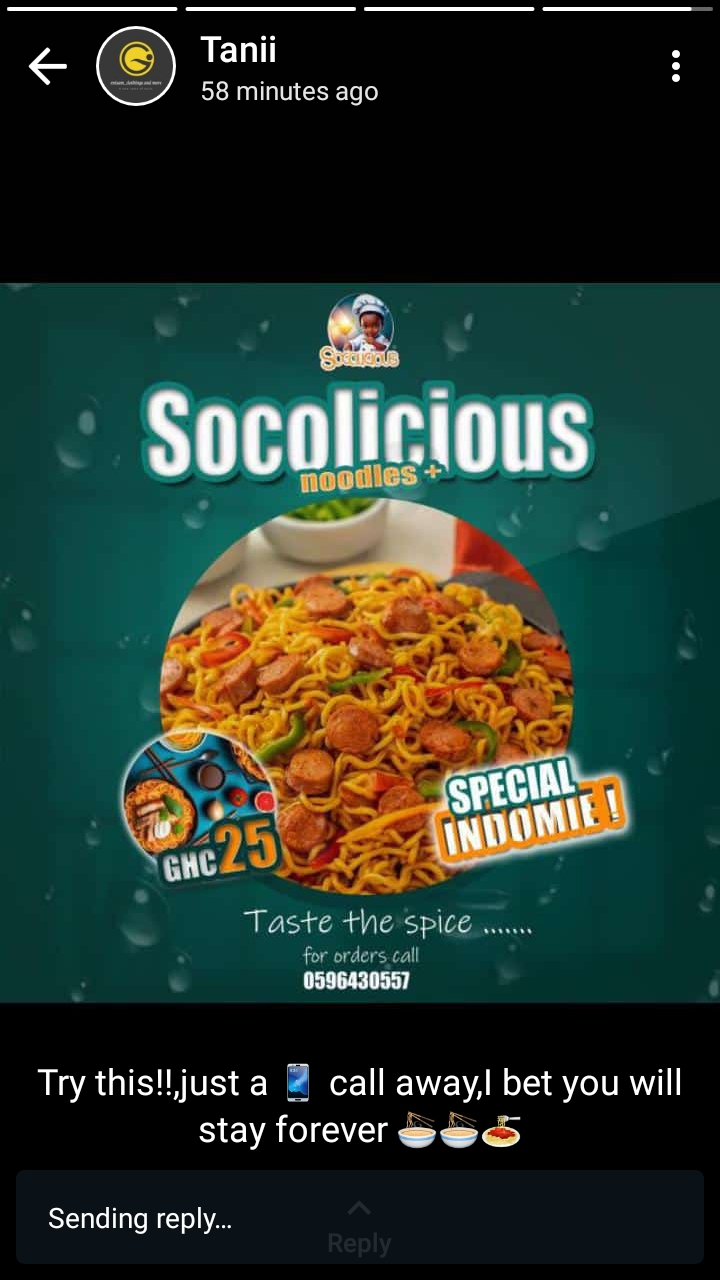 Tanii
58 minutes ago
Socolicious
Socolicious
noodles +
SPECIAL
INDOMIE !
GHC 25
Taste the spice .......
for orders call
0596430557
Try this!!,just a 📱 call away,I bet you will
stay forever 🍜🍜🍝
Sending reply...
Reply